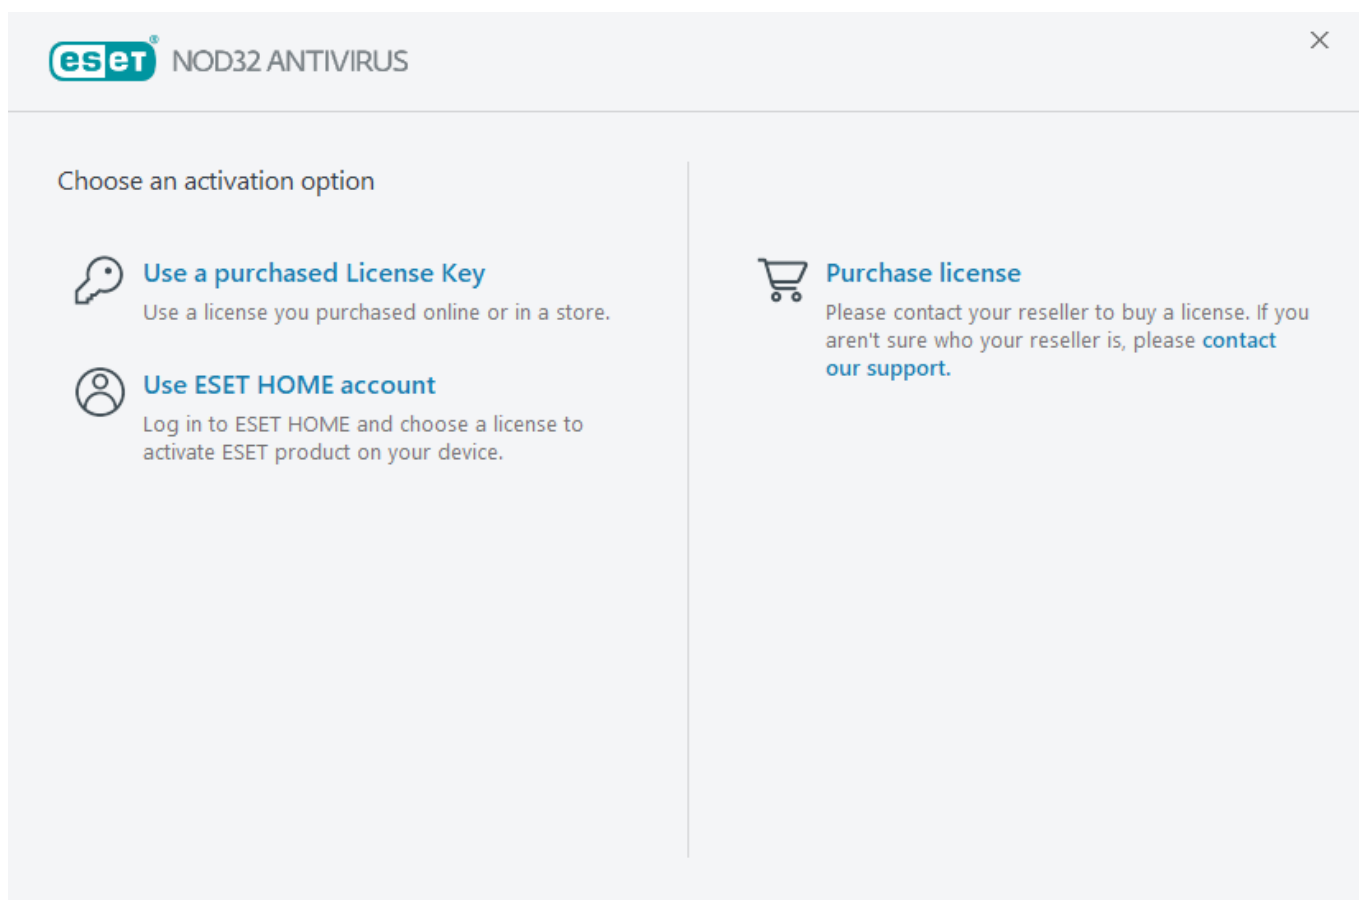 eset® NOD32 ANTIVIRUS
Choose an activation option
Use a purchased License Key
Use a license you purchased online or in a store.
Use ESET HOME account
Log in to ESET HOME and choose a license to
activate ESET product on your device.
Purchase license
Please contact your reseller to buy a license. If you
aren't sure who your reseller is, please contact
our support.